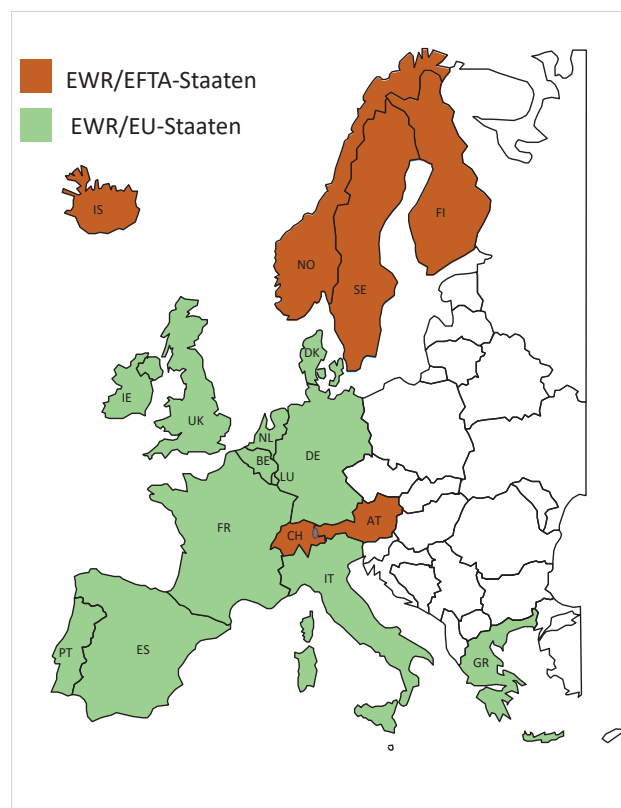 EWR/EFTA-Staaten
EWR/EU-Staaten
IS
FI
NO
SE
DK
IE
UK
NL
BE
DE
LU
FR
AT
CH
IT
PT
ES
GR